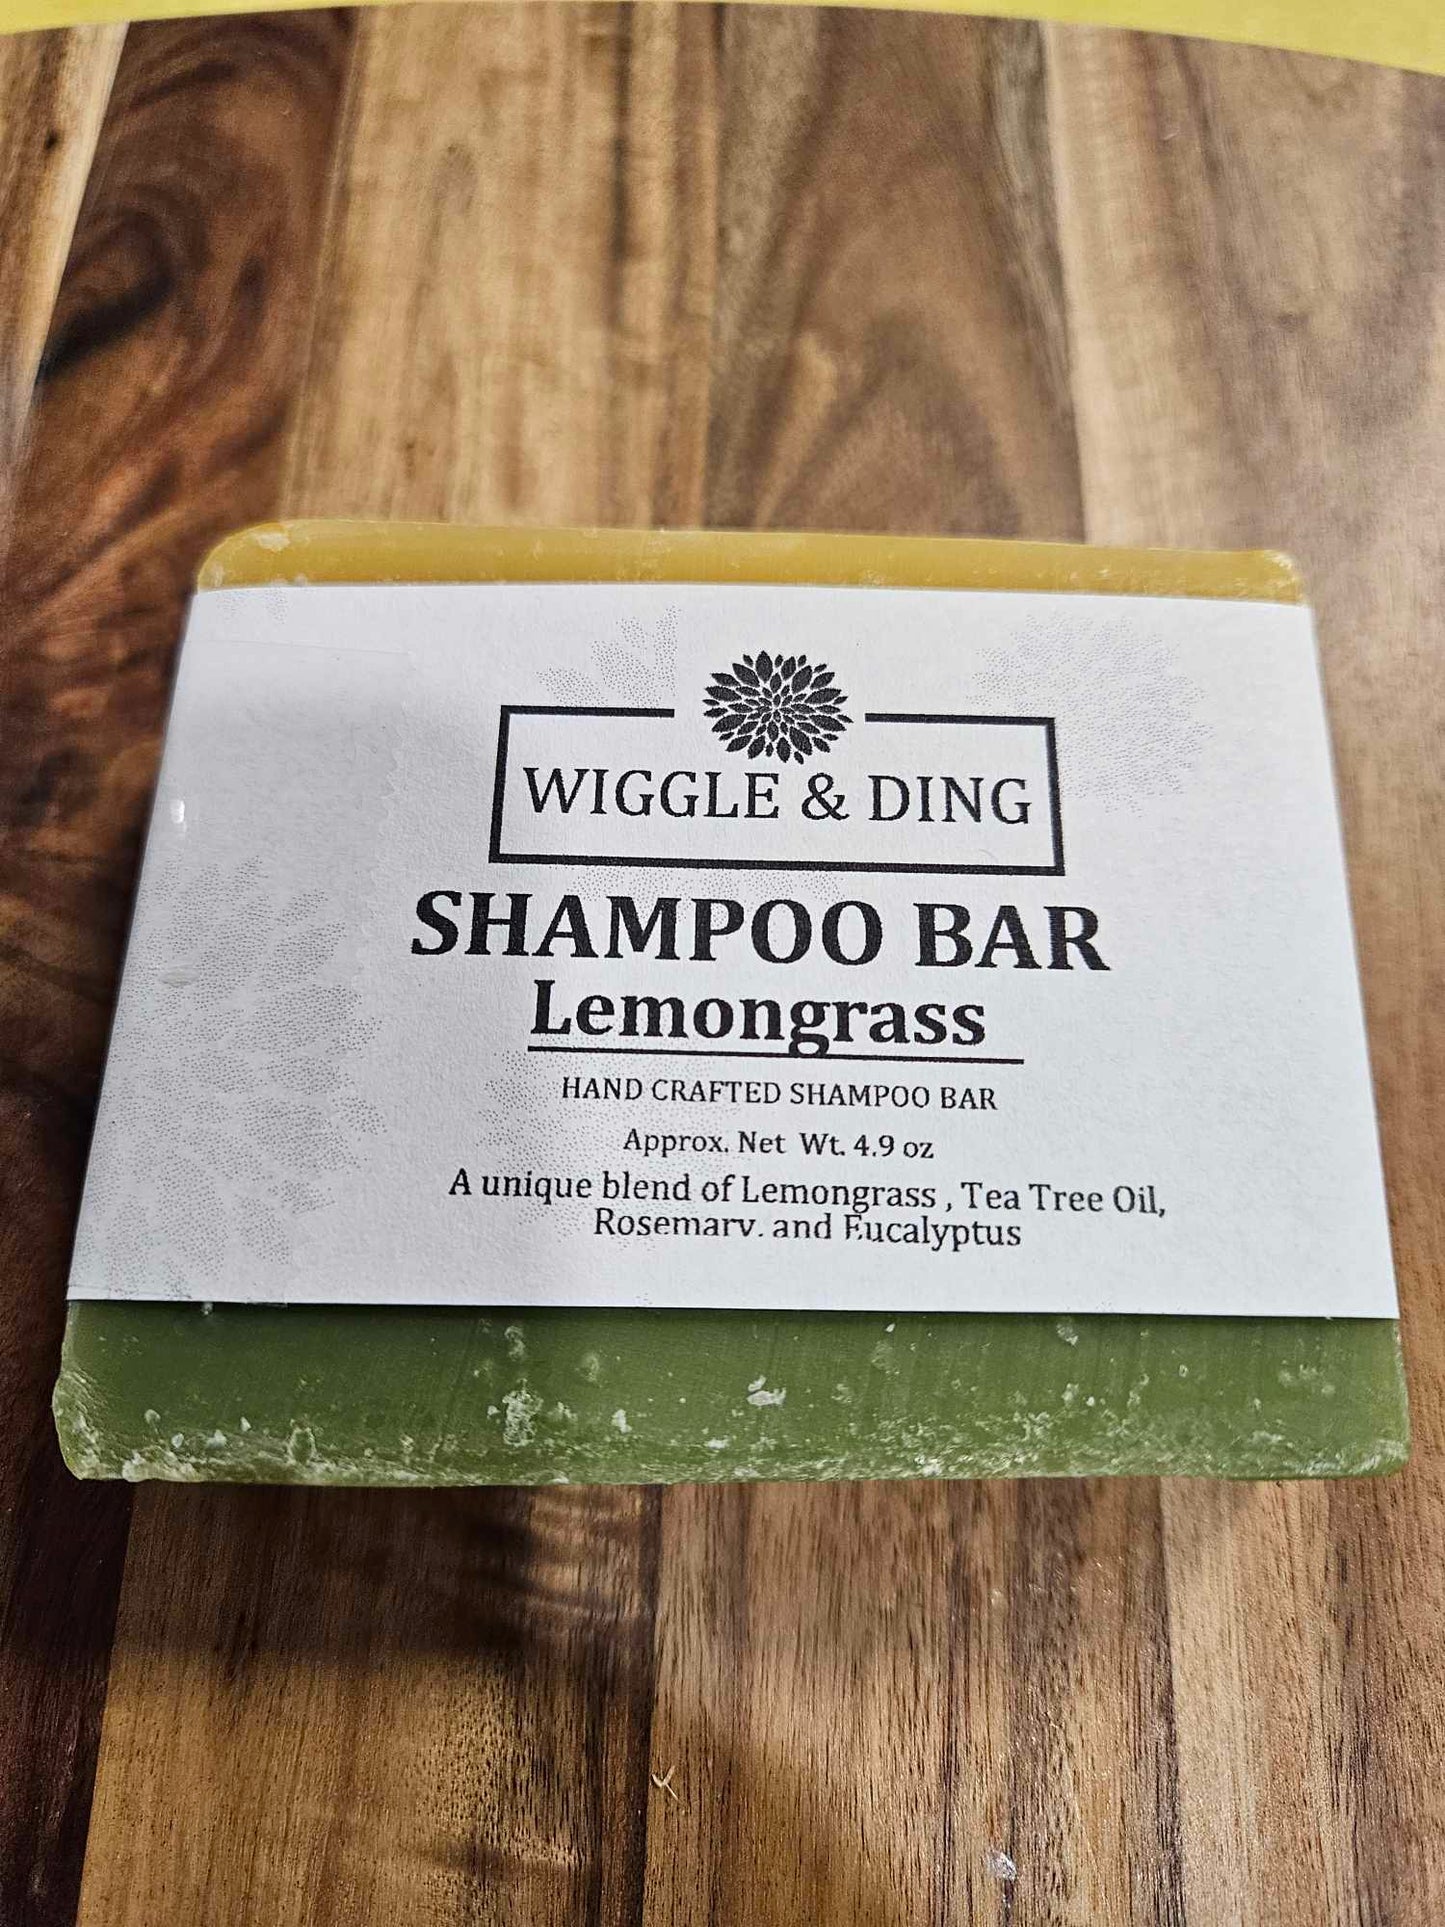 WIGGLE & DING
SHAMPOO BAR
Lemongrass
HAND CRAFTED SHAMPOO BAR
Approx. Net Wt. 4.9 oz
A unique blend of Lemongrass , Tea Tree Oil,
Rosemary, and Eucalyptus